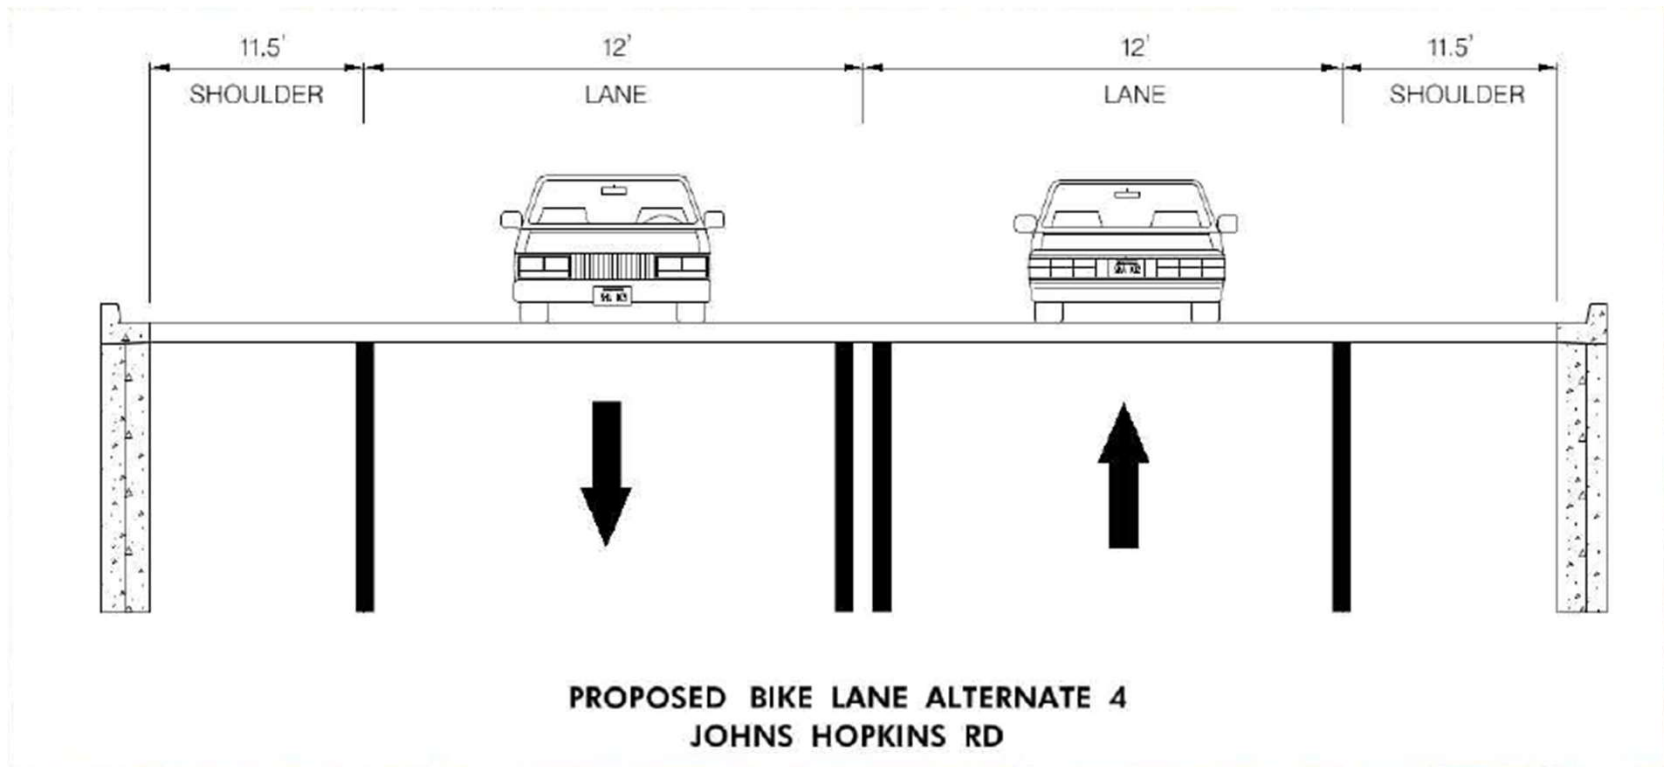 11.5' 12' 12' 11.5'
SHOULDER LANE LANE SHOULDER
PROPOSED BIKE LANE ALTERNATE 4
JOHNS HOPKINS RD